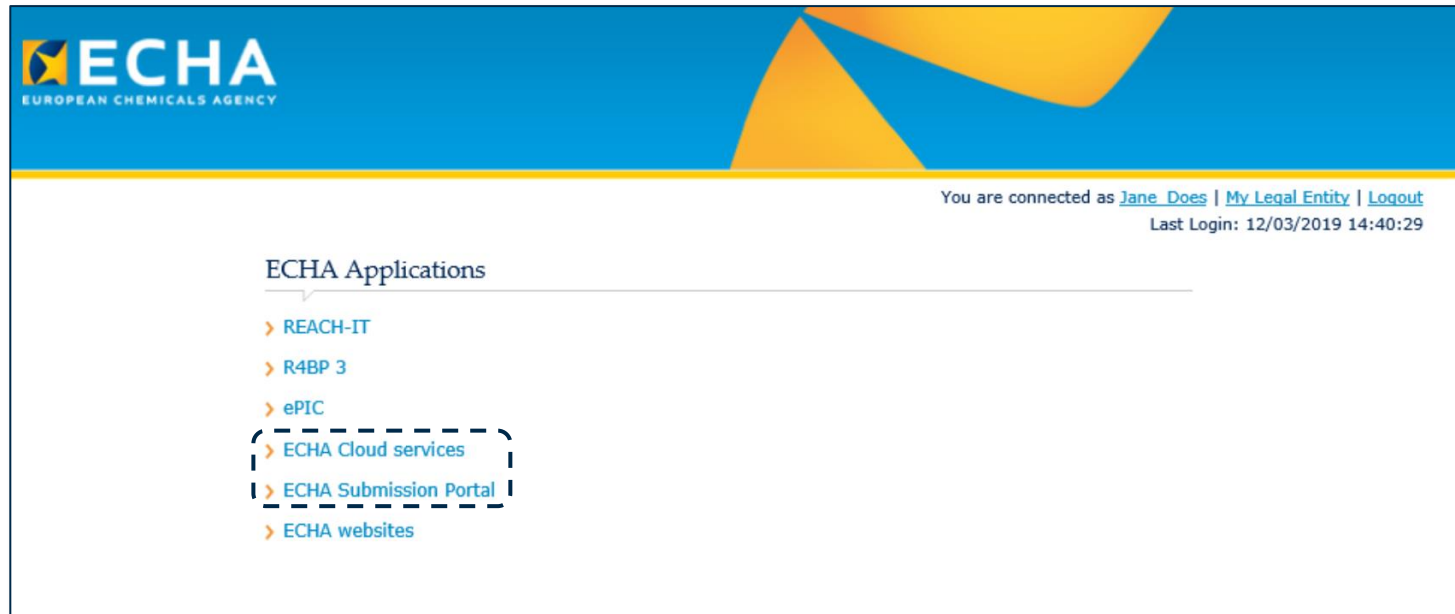 ECHA
EUROPEAN CHEMICALS AGENCY
You are connected as Jane_Does | My Legal Entity | Logout
Last Login: 12/03/2019 14:40:29
ECHA Applications
REACH-IT
R4BP 3
ePIC
ECHA Cloud services
ECHA Submission Portal
ECHA websites